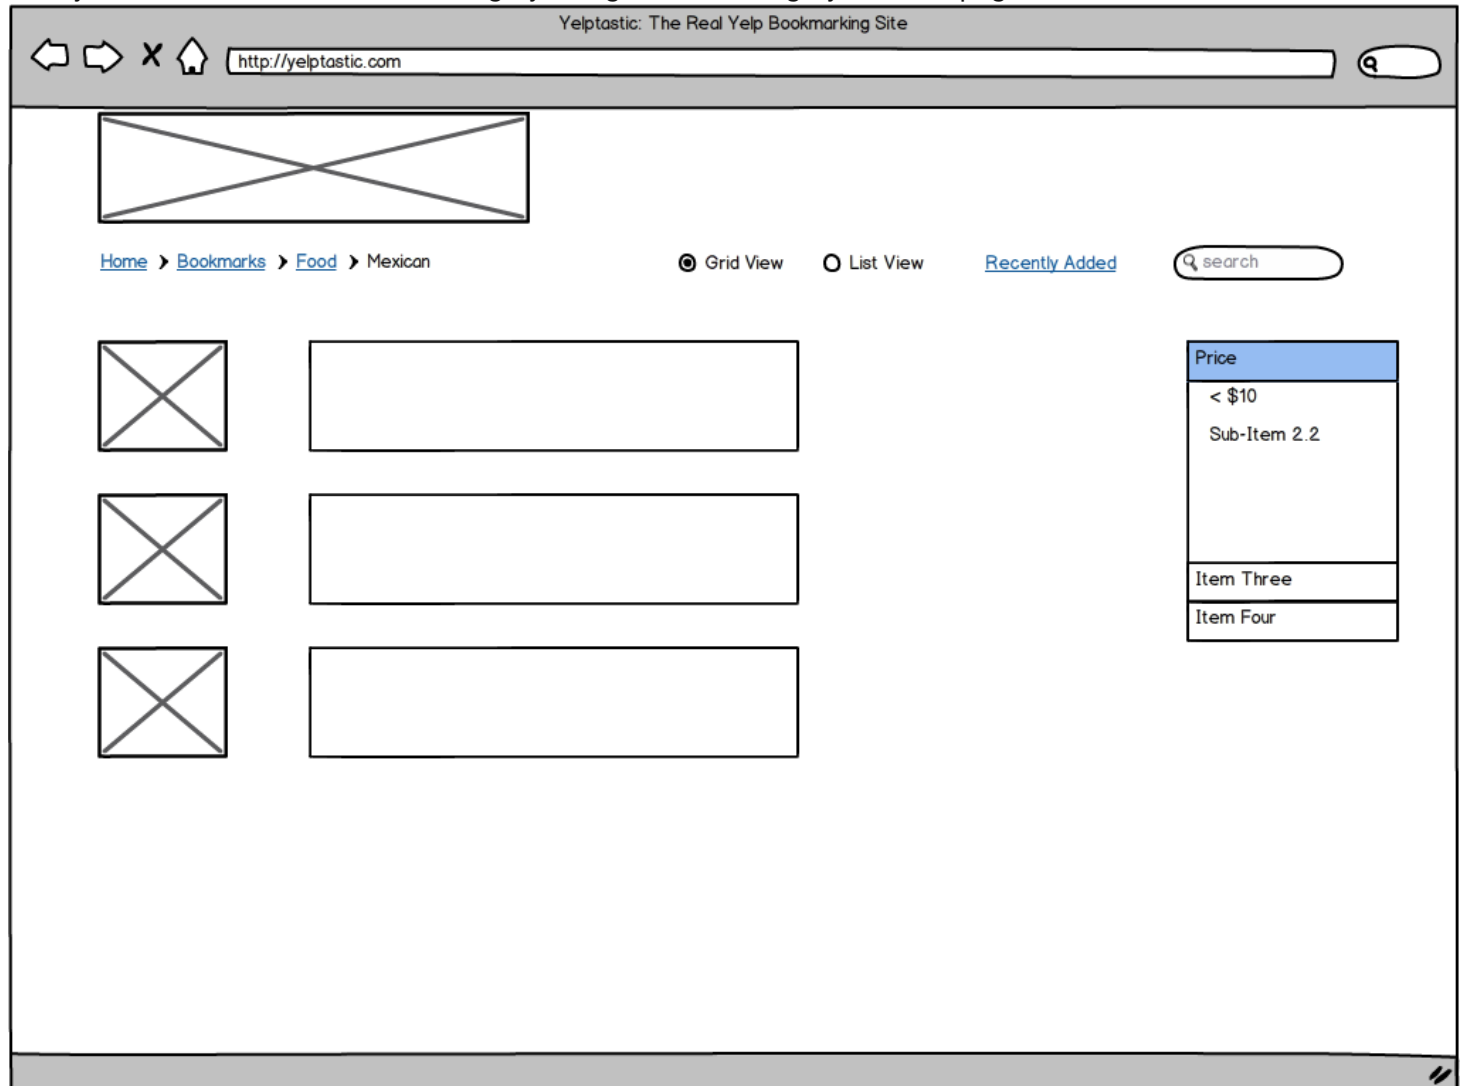 Yelptastic: The Real Yelp Bookmarking Site
http://yelptastic.com
Home > Bookmarks > Food > Mexican
Grid View
List View
Recently Added
search
Price
< $10
Sub-Item 2.2
Item Three
Item Four